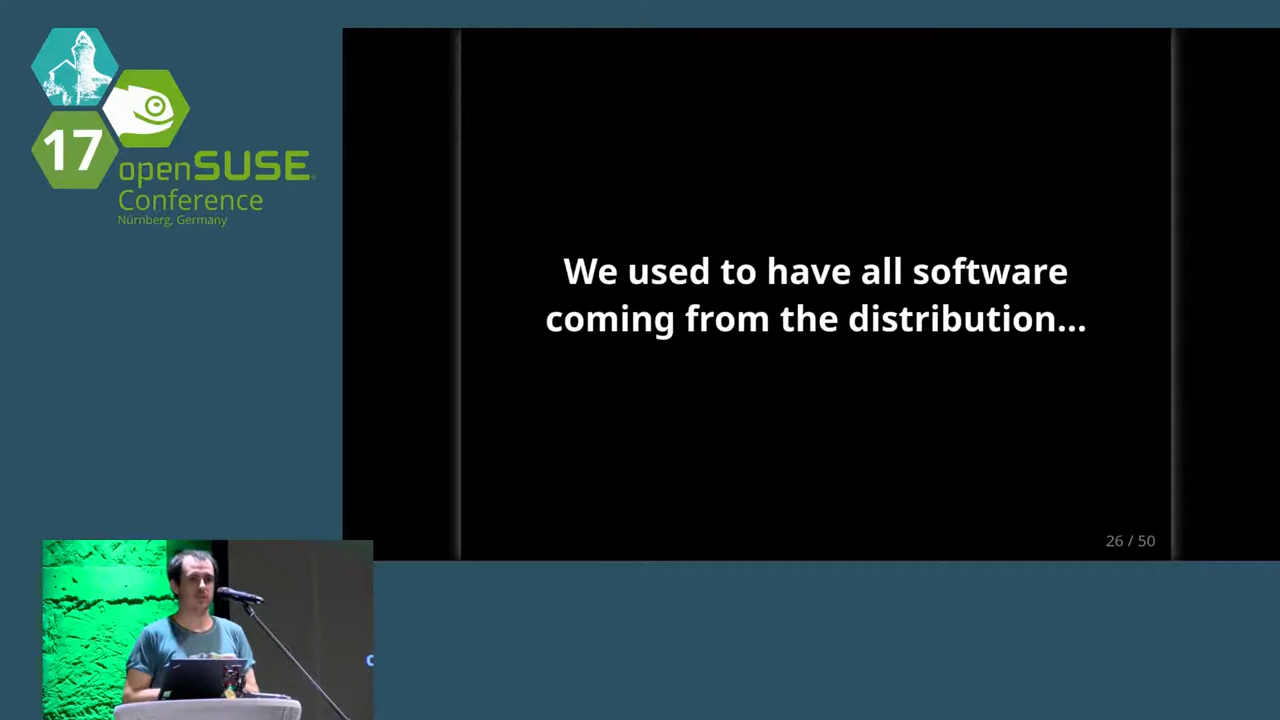 17
openSUSE
Conference
Nürnberg, Germany
We used to have all software
coming from the distribution...
26 / 50